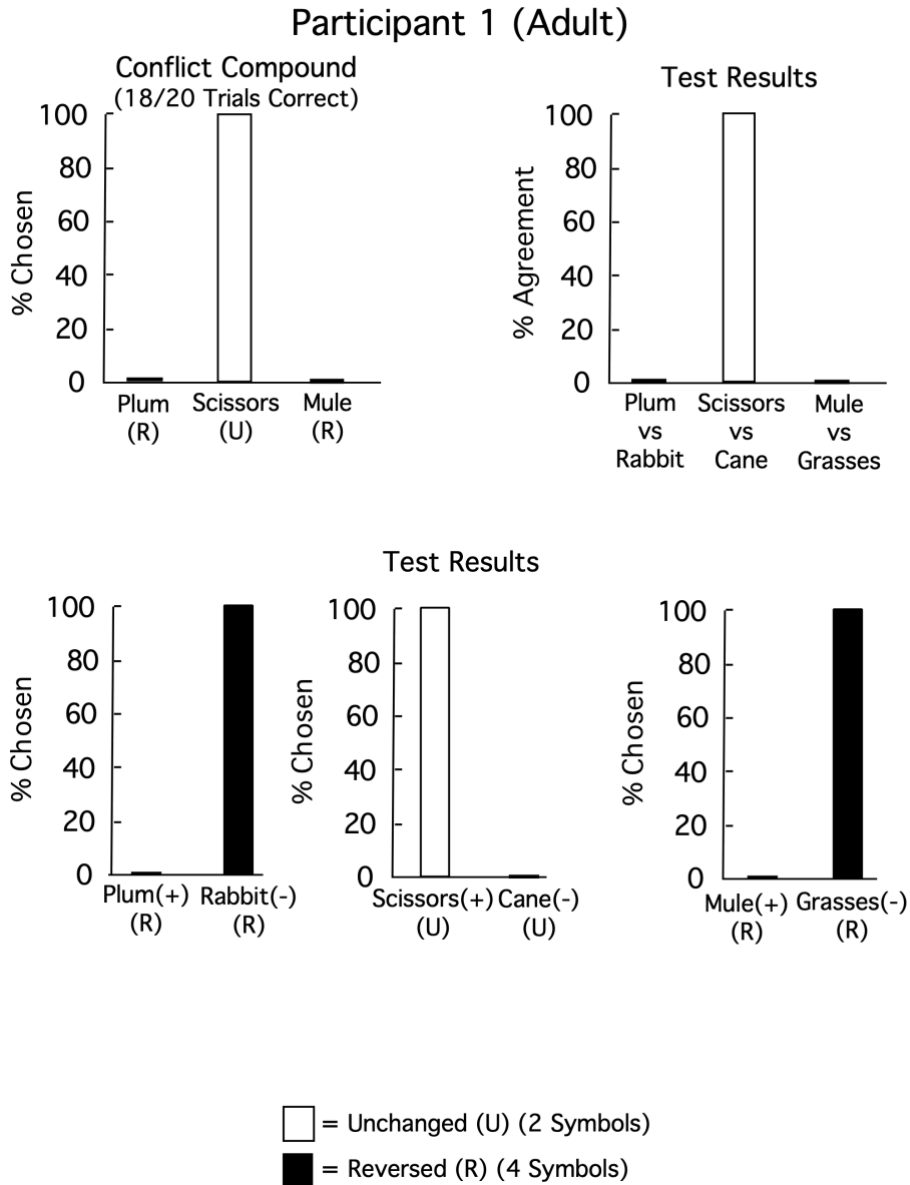 Participant 1 (Adult)
Conflict Compound
(18/20 Trials Correct)
% Chosen
100
80
60
40
20
0
Plum Scissors Mule
(R) (U) (R)
Test Results
% Agreement
100
80
60
40
20
0
Plum Scissors Mule
vs vs vs
Rabbit Cane Grasses
Test Results
% Chosen
100
80
60
40
20
0
Plum(+) Rabbit(-)
(R) (R)
% Chosen
100
80
60
40
20
0
Scissors(+) Cane(-)
(U) (U)
% Chosen
100
80
60
40
20
0
Mule(+) Grasses(-)
(R) (R)
= Unchanged (U) (2 Symbols)
= Reversed (R) (4 Symbols)